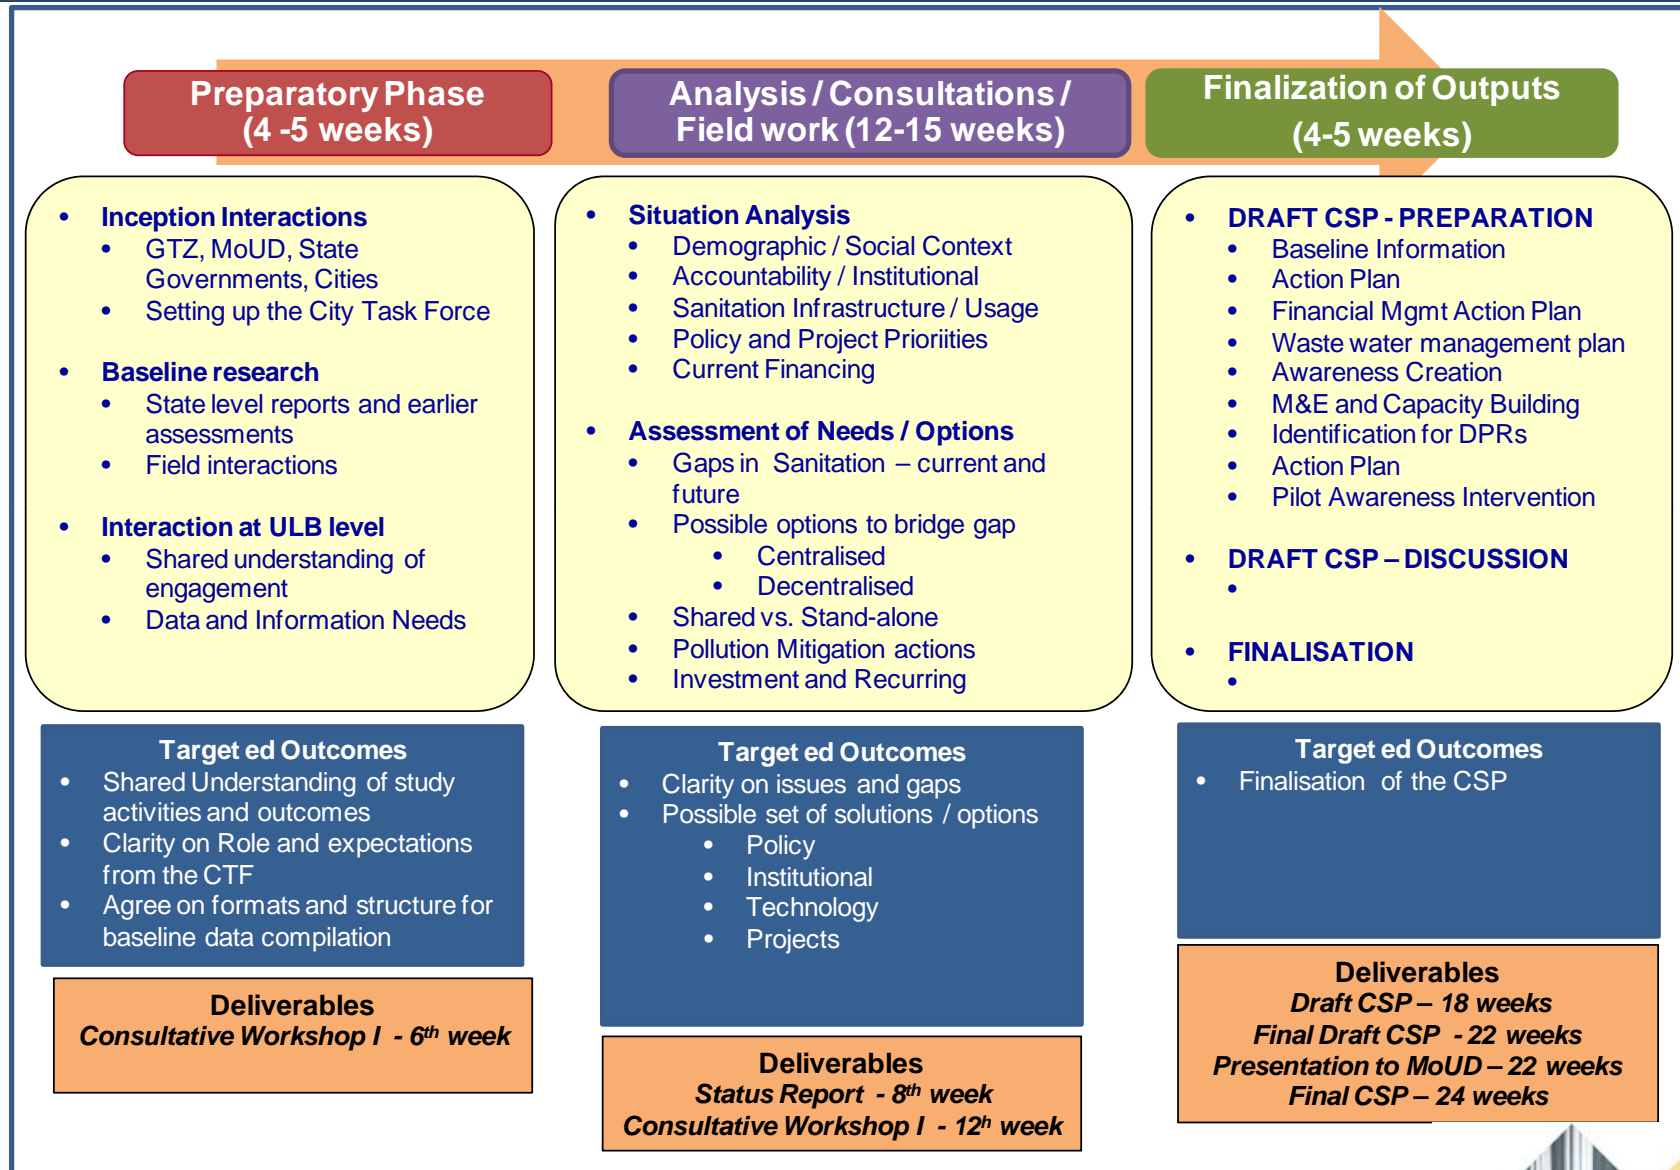 Preparatory Phase
(4 -5 weeks)
Analysis / Consultations /
Field work (12-15 weeks)
Finalization of Outputs
(4-5 weeks)
• Inception Interactions
• GTZ, MoUD, State
Governments, Cities
• Setting up the City Task Force
• Baseline research
• State level reports and earlier
assessments
• Field interactions
• Interaction at ULB level
• Shared understanding of
engagement
• Data and Information Needs
• Situation Analysis
• Demographic / Social Context
• Accountability / Institutional
• Sanitation Infrastructure / Usage
• Policy and Project Prioriities
• Current Financing
• Assessment of Needs / Options
• Gaps in Sanitation – current and
future
• Possible options to bridge gap
• Centralised
• Decentralised
• Shared vs. Stand-alone
• Pollution Mitigation actions
• Investment and Recurring
• DRAFT CSP - PREPARATION
• Baseline Information
• Action Plan
• Financial Mgmt Action Plan
• Waste water management plan
• Awareness Creation
• M&E and Capacity Building
• Identification for DPRs
• Action Plan
• Pilot Awareness Intervention
• DRAFT CSP – DISCUSSION
•
• FINALISATION
•
Target ed Outcomes
• Shared Understanding of study
activities and outcomes
• Clarity on Role and expectations
from the CTF
• Agree on formats and structure for
baseline data compilation
Target ed Outcomes
• Clarity on issues and gaps
• Possible set of solutions / options
• Policy
• Institutional
• Technology
• Projects
Target ed Outcomes
• Finalisation of the CSP
Deliverables
Consultative Workshop I - 6th week
Deliverables
Status Report - 8th week
Consultative Workshop I - 12h week
Deliverables
Draft CSP – 18 weeks
Final Draft CSP - 22 weeks
Presentation to MoUD – 22 weeks
Final CSP – 24 weeks